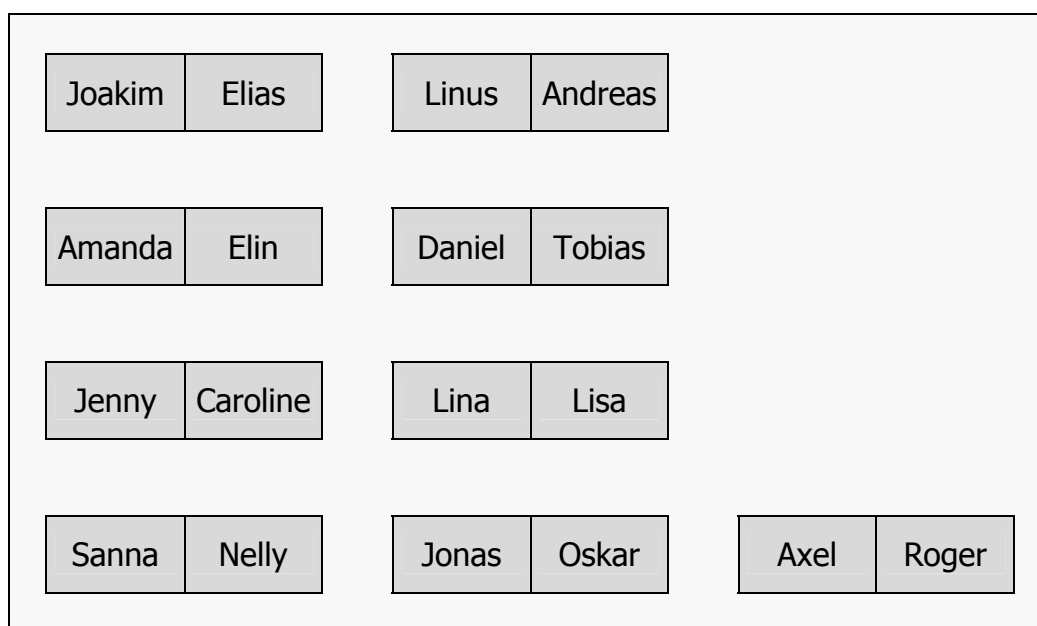 Joakim Elias Linus Andreas
Amanda Elin Daniel Tobias
Jenny Caroline Lina Lisa
Sanna Nelly Jonas Oskar Axel Roger